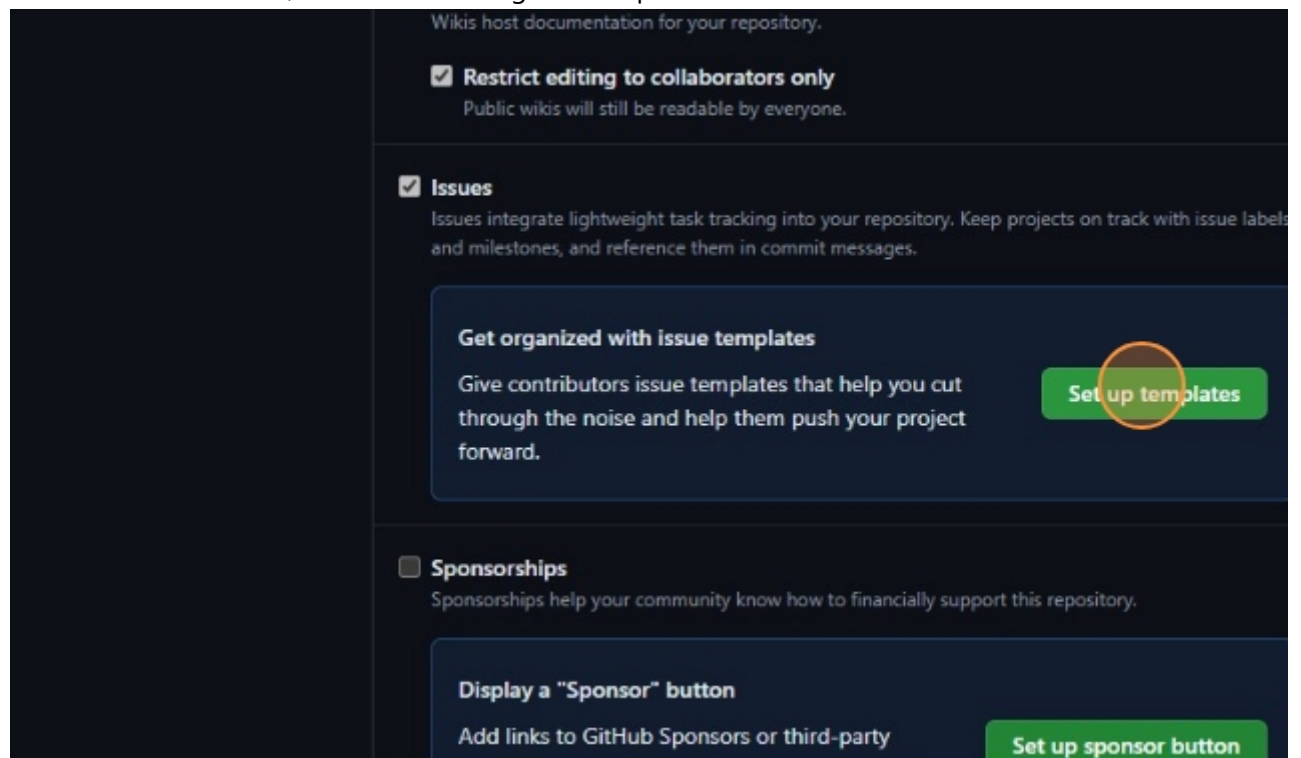 Wikis host documentation for your repository.
Restrict editing to collaborators only
Public wikis will still be readable by everyone.
Issues
Issues integrate lightweight task tracking into your repository. Keep projects on track with issue labels
and milestones, and reference them in commit messages.
Get organized with issue templates
Give contributors issue templates that help you cut
through the noise and help them push your project
forward.
Set up templates
Sponsorships
Sponsorships help your community know how to financially support this repository.
Display a "Sponsor" button
Add links to GitHub Sponsors or third-party
Set up sponsor button